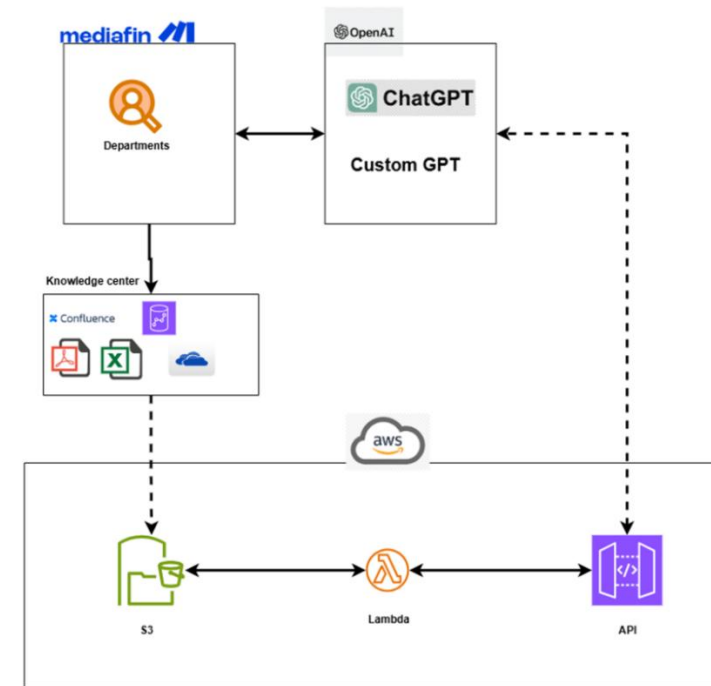 mediafin
OpenAI
ChatGPT
Custom GPT
Departments
Knowledge center
Confluence
X
aws
S3
Lambda
</>
API